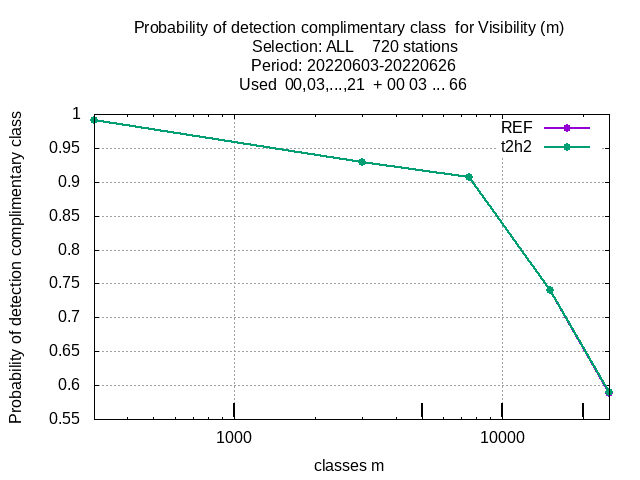 Probability of detection complimentary class  for Visibility (m)
Selection: ALL    720 stations
Period: 20220603-20220626
Used  00,03,...,21  + 00 03 ... 66
Probability of detection complimentary class
1
0.95
0.9
0.85
0.8
0.75
0.7
0.65
0.6
0.55
REF
t2h2
1000
10000
classes m